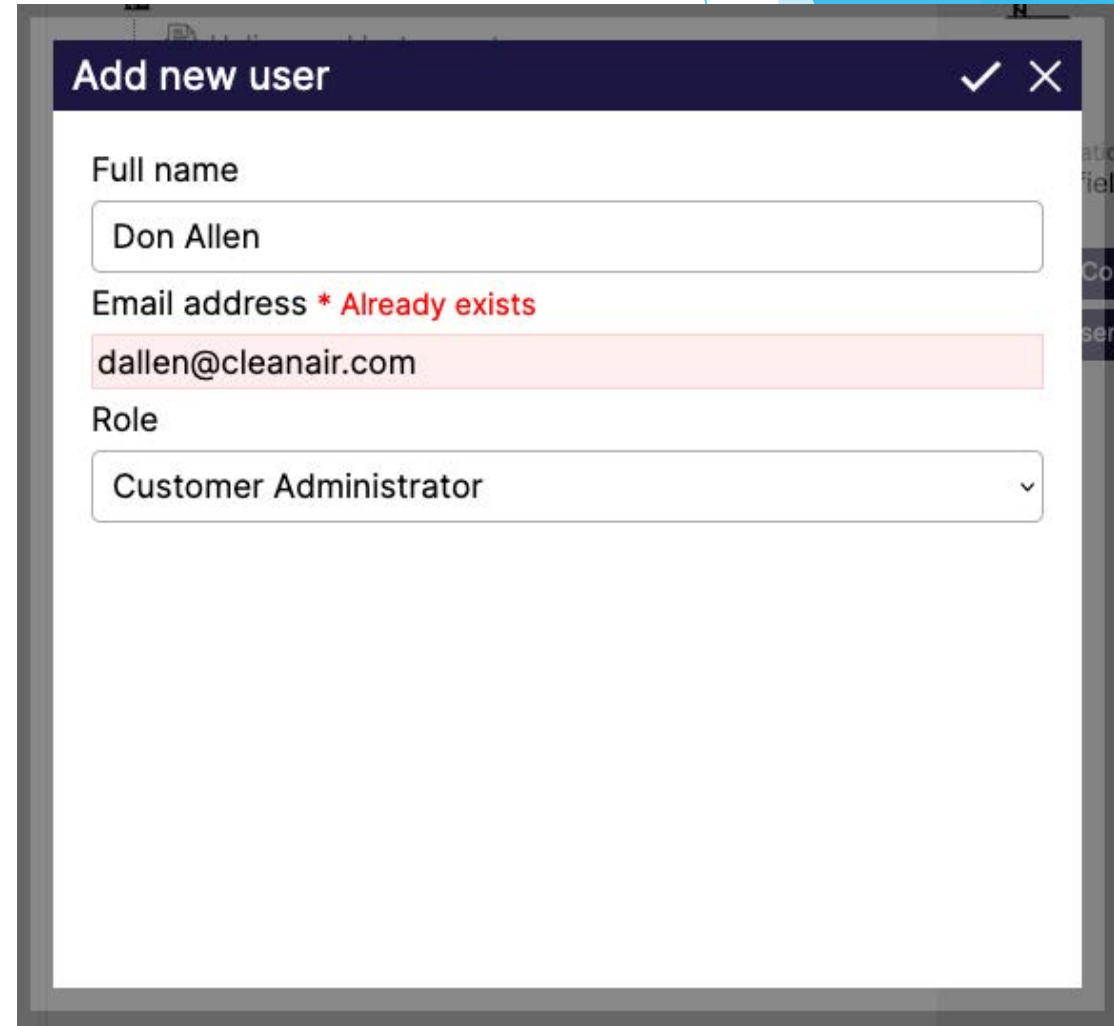 Add new user
Full name
Don Allen
Email address * Already exists
dallen@cleanair.com
Role
Customer Administrator